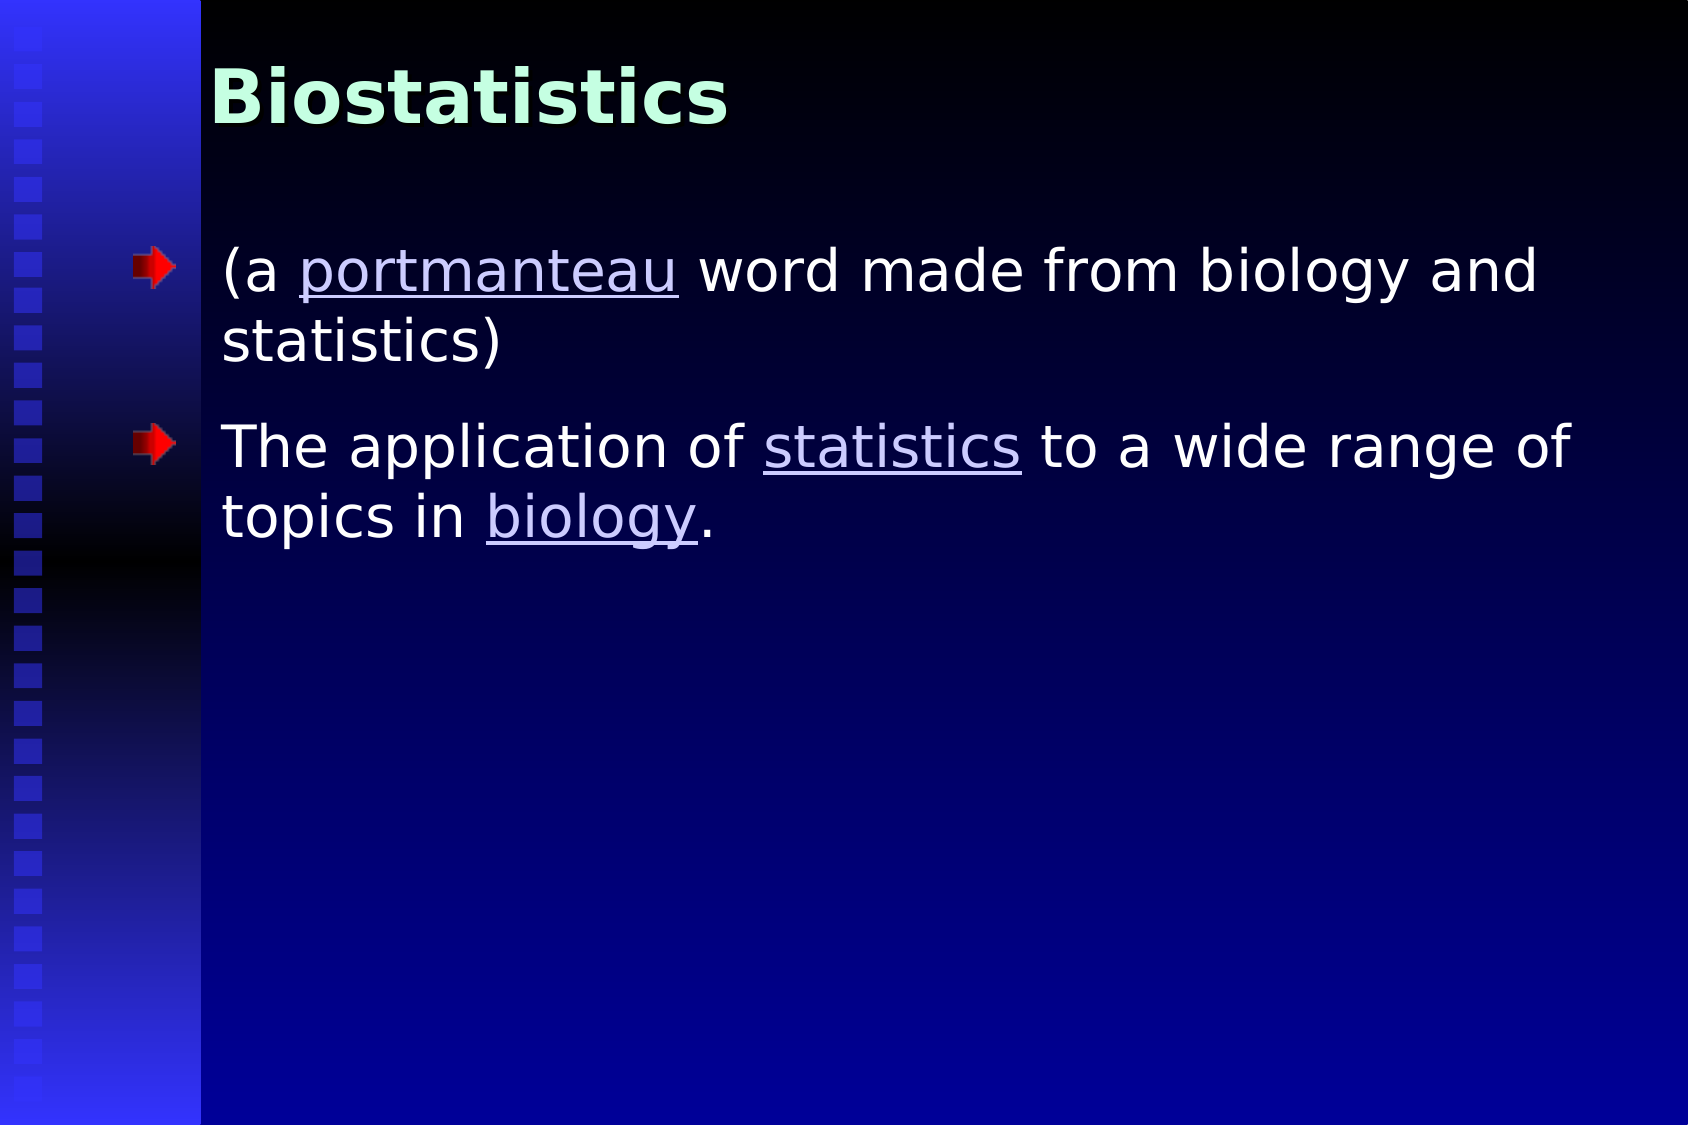 Biostatistics
(a portmanteau word made from biology and
statistics)
The application of statistics to a wide range of
topics in biology.